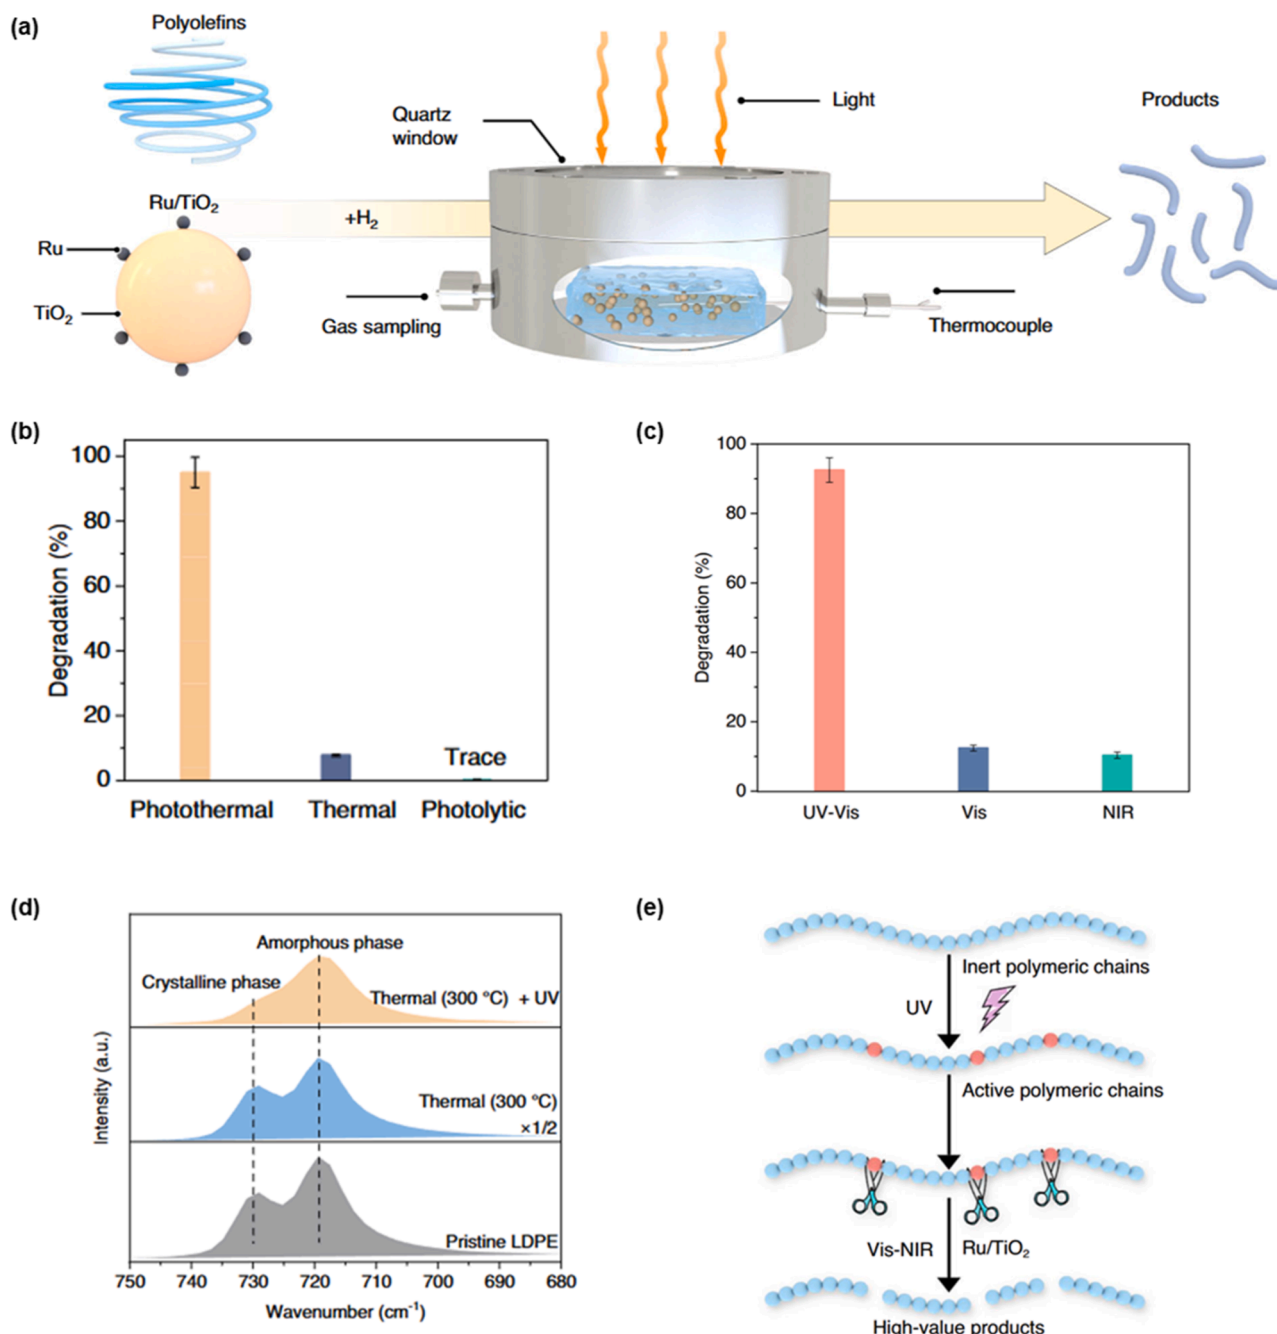 (a)
Polyolefins
Quartz
window
Light
Products
Ru/TiO₂
Ru
+H₂
TiO₂
Gas sampling
Thermocouple
(b)
100
80
60
40
20
0
Degradation (%)
Trace
Photothermal
Thermal
Photolytic
(c)
100
80
60
40
20
0
Degradation (%)
UV-Vis
Vis
NIR
(d)
Amorphous phase
Crystalline phase
Thermal (300 °C) + UV
Thermal (300 °C)
×1/2
Pristine LDPE
Intensity (a.u.)
750 740 730 720 710 700 690 680
Wavenumber (cm⁻¹)
(e)
Inert polymeric chains
UV
Active polymeric chains
Vis-NIR
Ru/TiO₂
High-value products